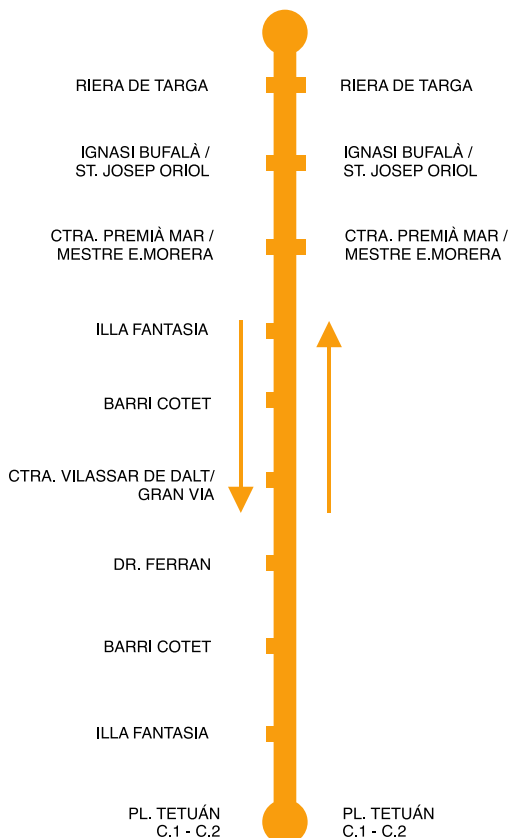 RIERA DE TARGA
RIERA DE TARGA
IGNASI BUFALÀ /
ST. JOSEP ORIOL
IGNASI BUFALÀ /
ST. JOSEP ORIOL
CTRA. PREMIÀ MAR /
MESTRE E.MORERA
CTRA. PREMIÀ MAR /
MESTRE E.MORERA
ILLA FANTASIA
BARRI COTET
CTRA. VILASSAR DE DALT/
GRAN VIA
DR. FERRAN
BARRI COTET
ILLA FANTASIA
PL. TETUÁN
C.1 - C.2
PL. TETUÁN
C.1 - C.2